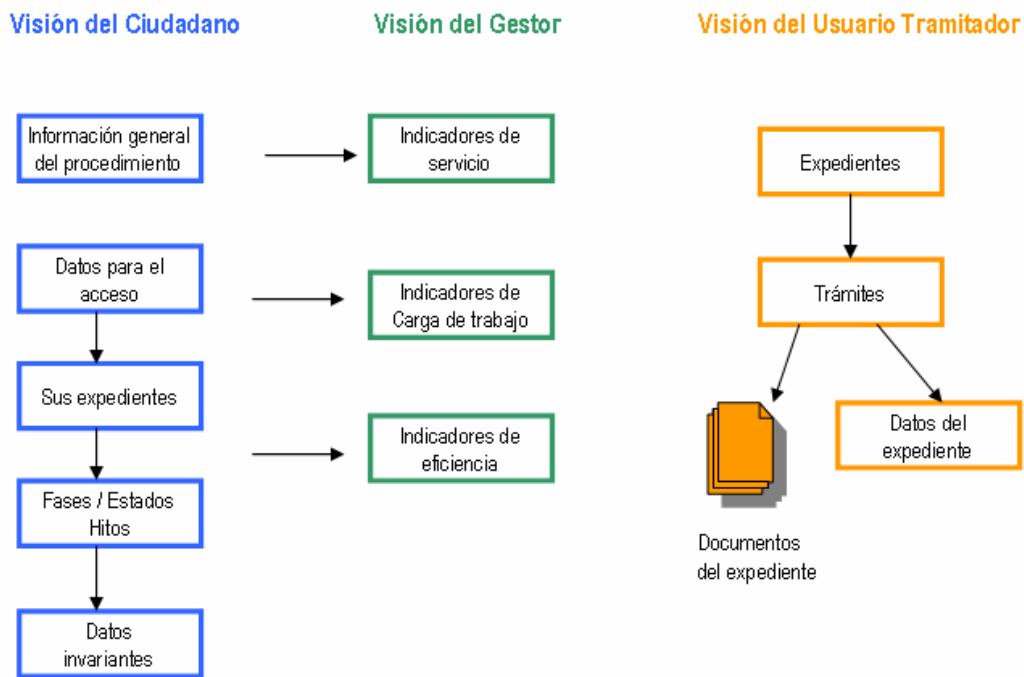 Visión del Ciudadano
Visión del Gestor
Visión del Usuario Tramitador
Información general
del procedimiento
Datos para el
acceso
Sus expedientes
Fases / Estados
Hitos
Datos
invariantes
Indicadores de
servicio
Indicadores de
Carga de trabajo
Indicadores de
eficiencia
Expedientes
Trámites
Documentos
del expediente
Datos del
expediente